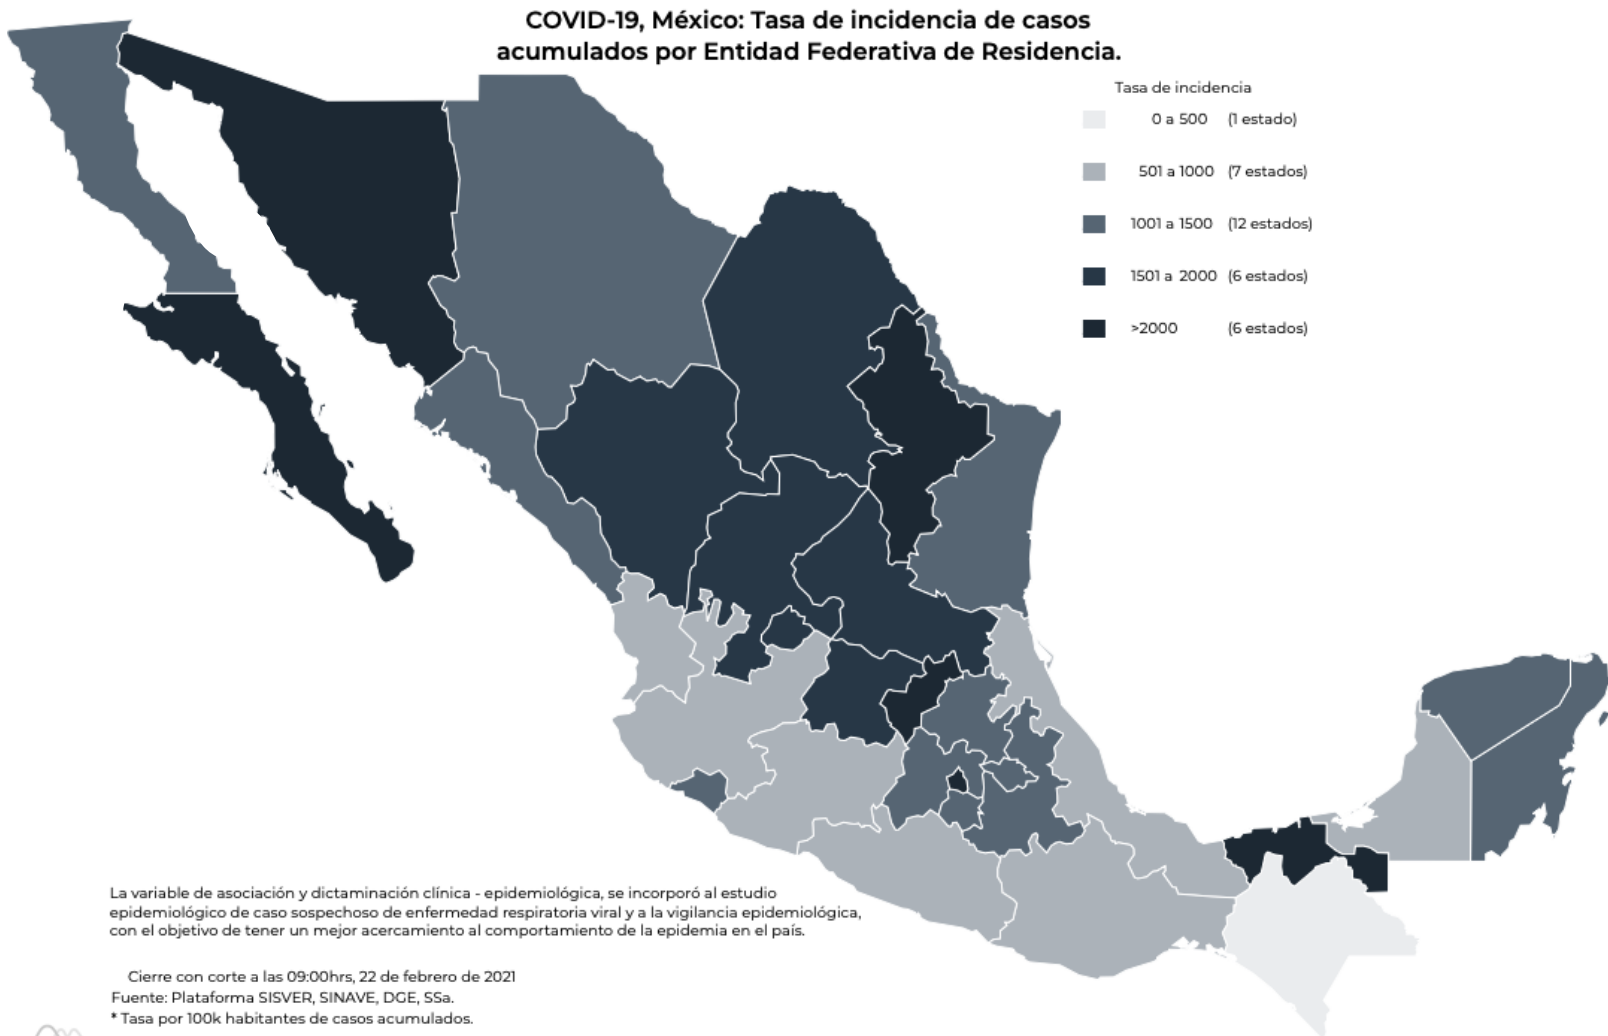 COVID-19, México: Tasa de incidencia de casos
acumulados por Entidad Federativa de Residencia.
Tasa de incidencia
0 a 500 (1 estado)
501 a 1000 (7 estados)
1001 a 1500 (12 estados)
1501 a 2000 (6 estados)
>2000 (6 estados)
La variable de asociación y dictaminación clínica - epidemiológica, se incorporó al estudio
epidemiológico de caso sospechoso de enfermedad respiratoria viral y a la vigilancia epidemiológica,
con el objetivo de tener un mejor acercamiento al comportamiento de la epidemia en el país.
Cierre con corte a las 09:00hrs, 22 de febrero de 2021
Fuente: Plataforma SISVER, SINAVE, DGE, SSa.
* Tasa por 100k habitantes de casos acumulados.